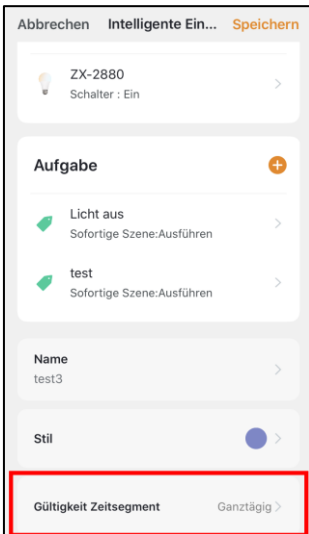 Abbrechen Intelligente Ein... Speichern
ZX-2880
Schalter : Ein
Aufgabe
Licht aus
Sofortige Szene:Ausführen
test
Sofortige Szene:Ausführen
Name
test3
Stil
Gültigkeit Zeitsegment Ganztägig